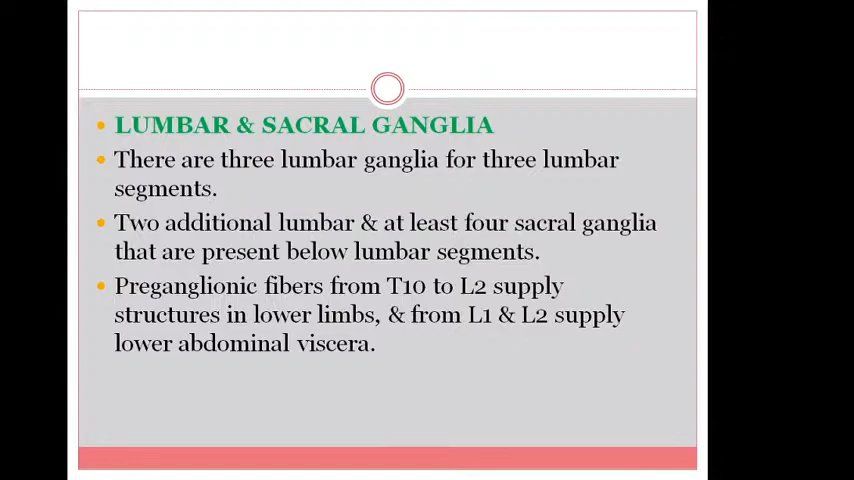 LUMBAR & SACRAL GANGLIA
There are three lumbar ganglia for three lumbar
segments.
Two additional lumbar & at least four sacral ganglia
that are present below lumbar segments.
Preganglionic fibers from T10 to L2 supply
structures in lower limbs, & from L1 & L2 supply
lower abdominal viscera.